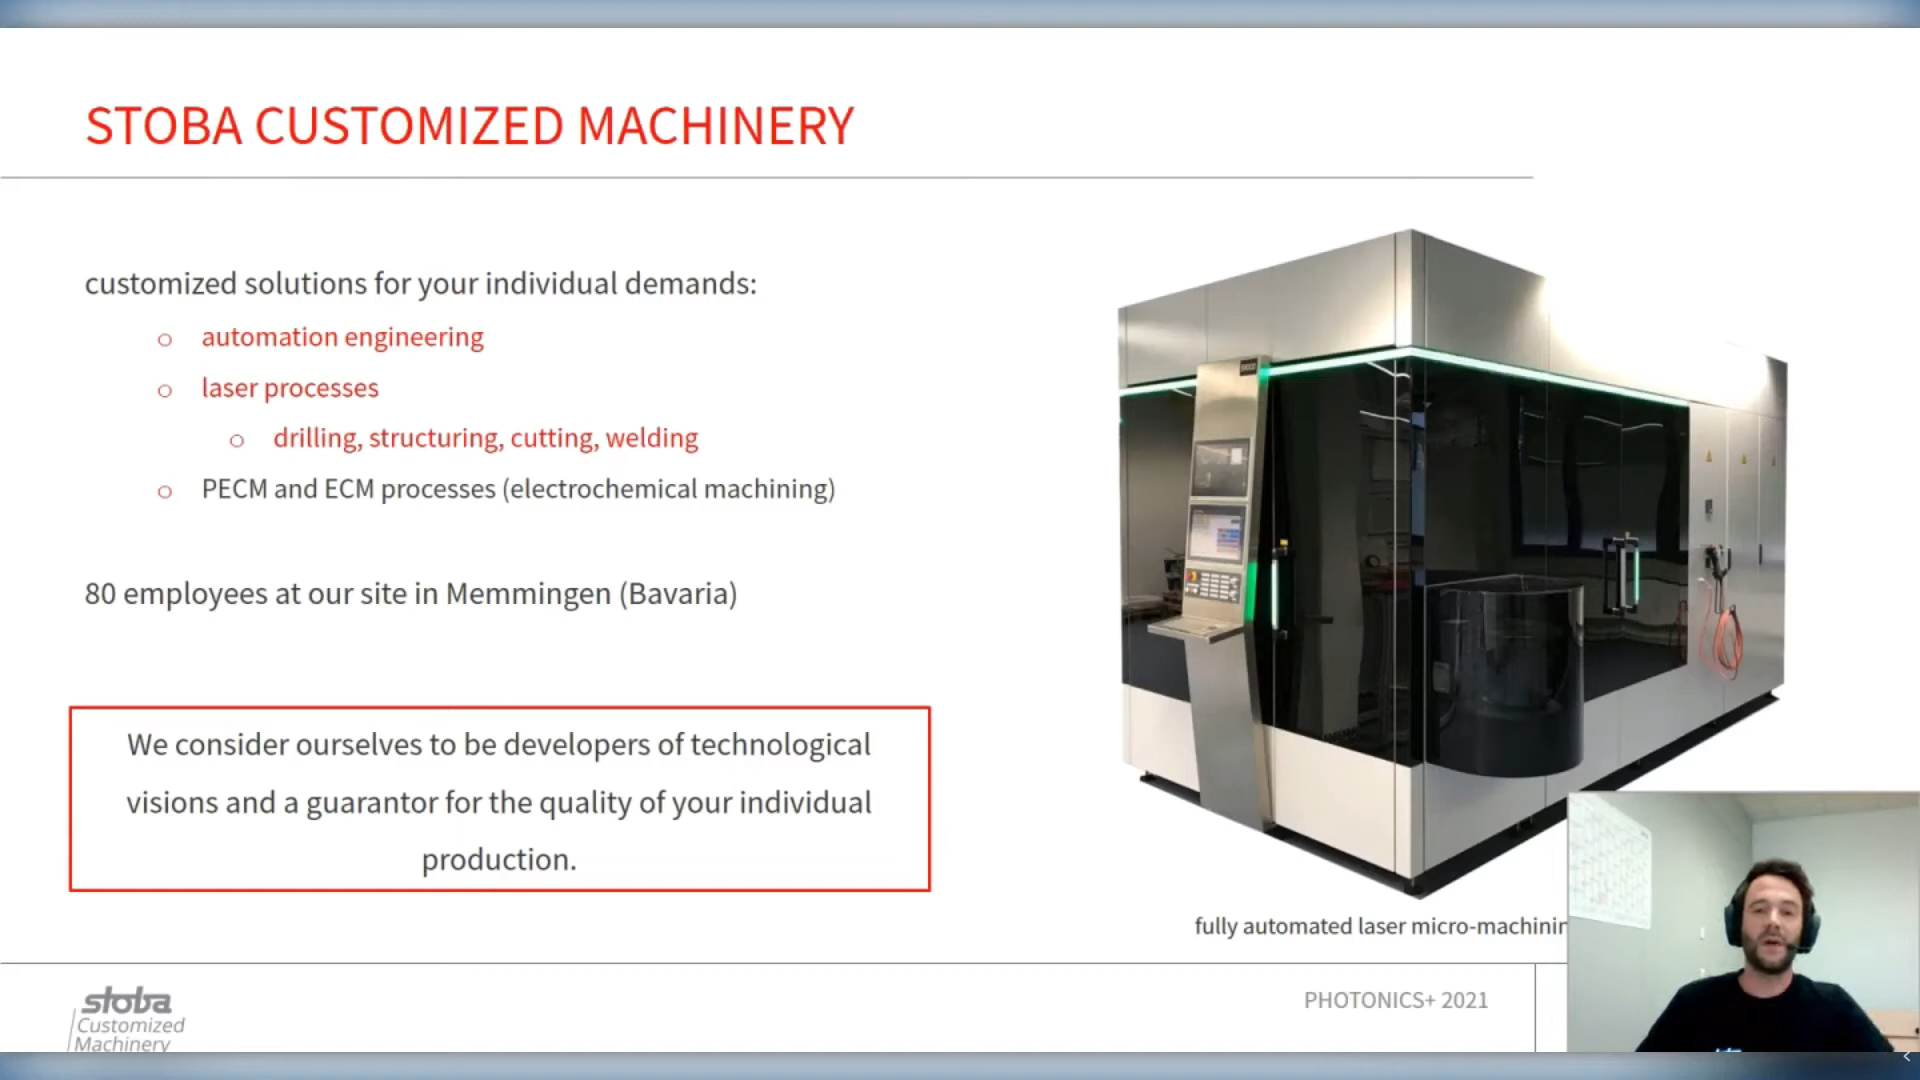 STOBA CUSTOMIZED MACHINERY
customized solutions for your individual demands:
automation engineering
laser processes
drilling, structuring, cutting, welding
PECM and ECM processes (electrochemical machining)
80 employees at our site in Memmingen (Bavaria)
We consider ourselves to be developers of technological
visions and a guarantor for the quality of your individual
production.
fully automated laser micro-machinin
PHOTONICS+ 2021
stoba
Customized
Machinery